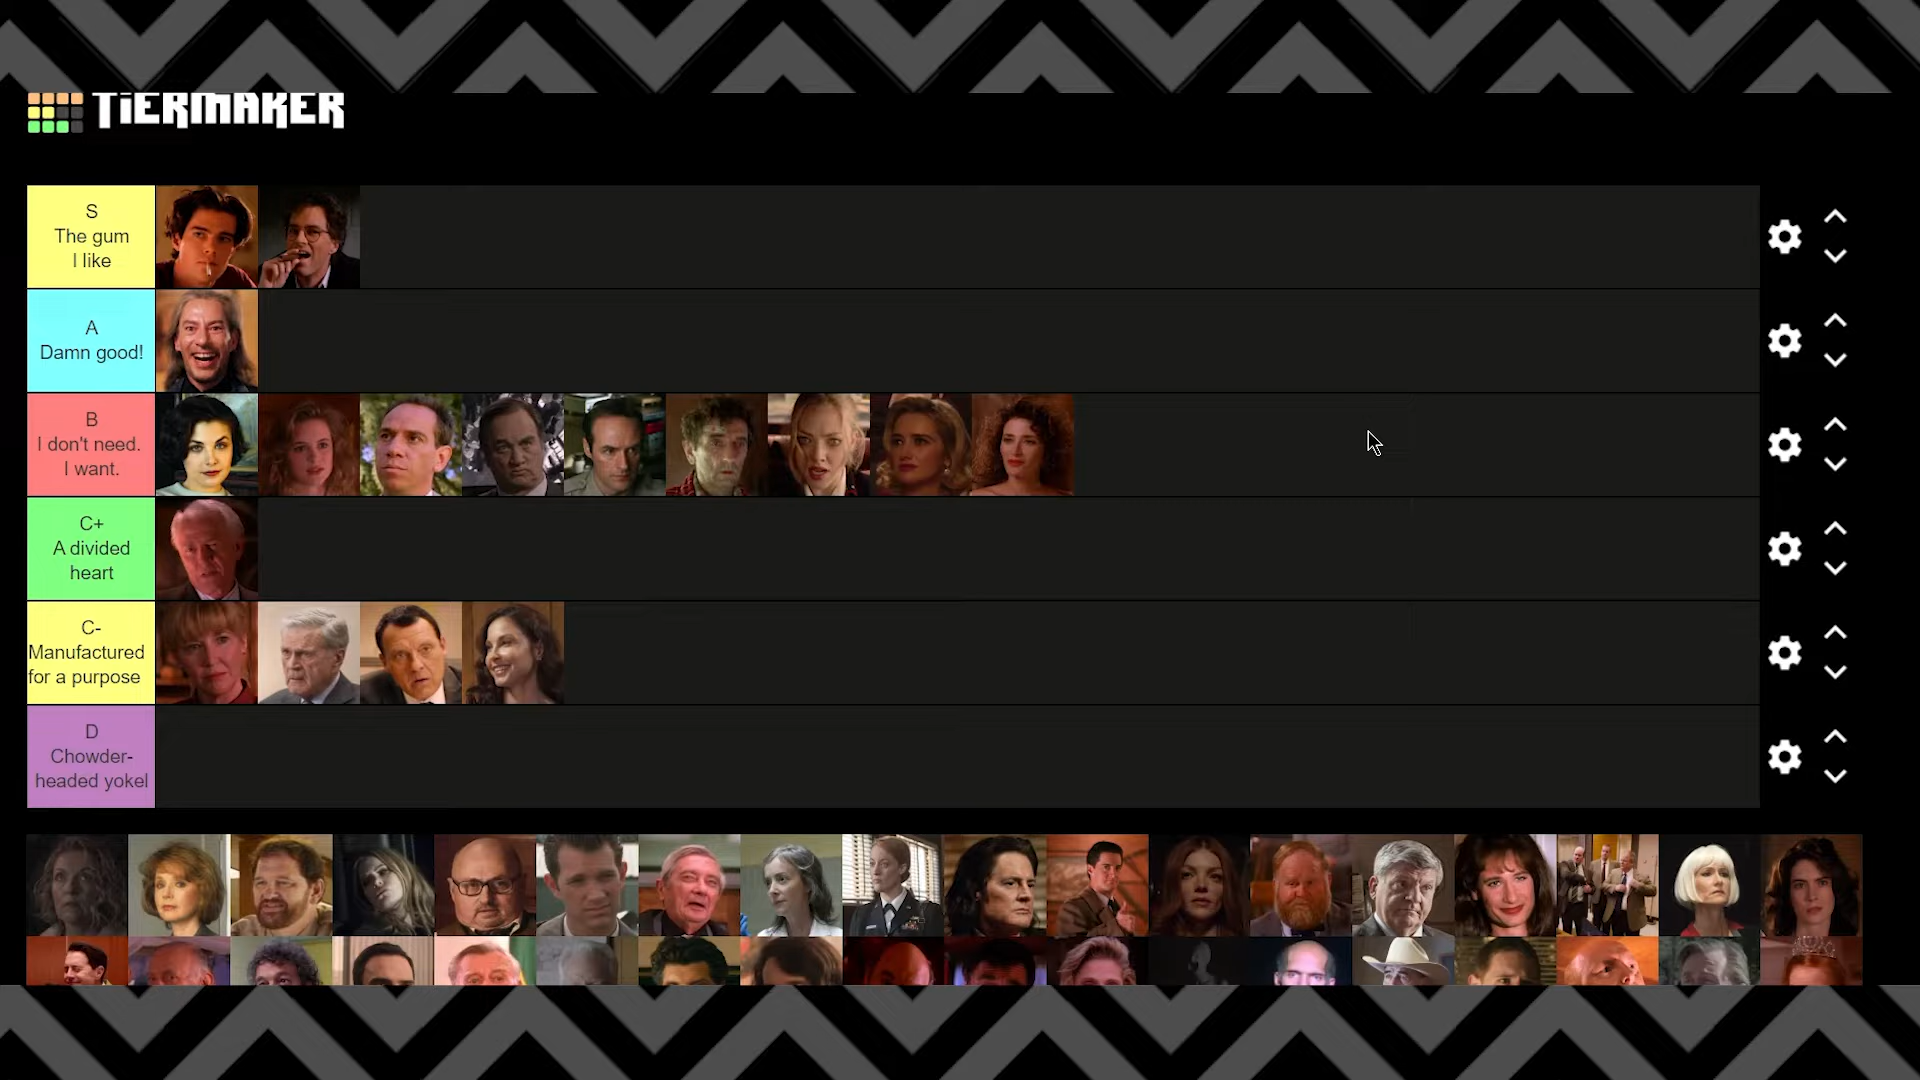 TiERMAKER
S
The gum
I like
A
Damn good!
B
I don't need.
I want.
C+
A divided
heart
C-
Manufactured
for a purpose
D
Chowder-
headed yokel